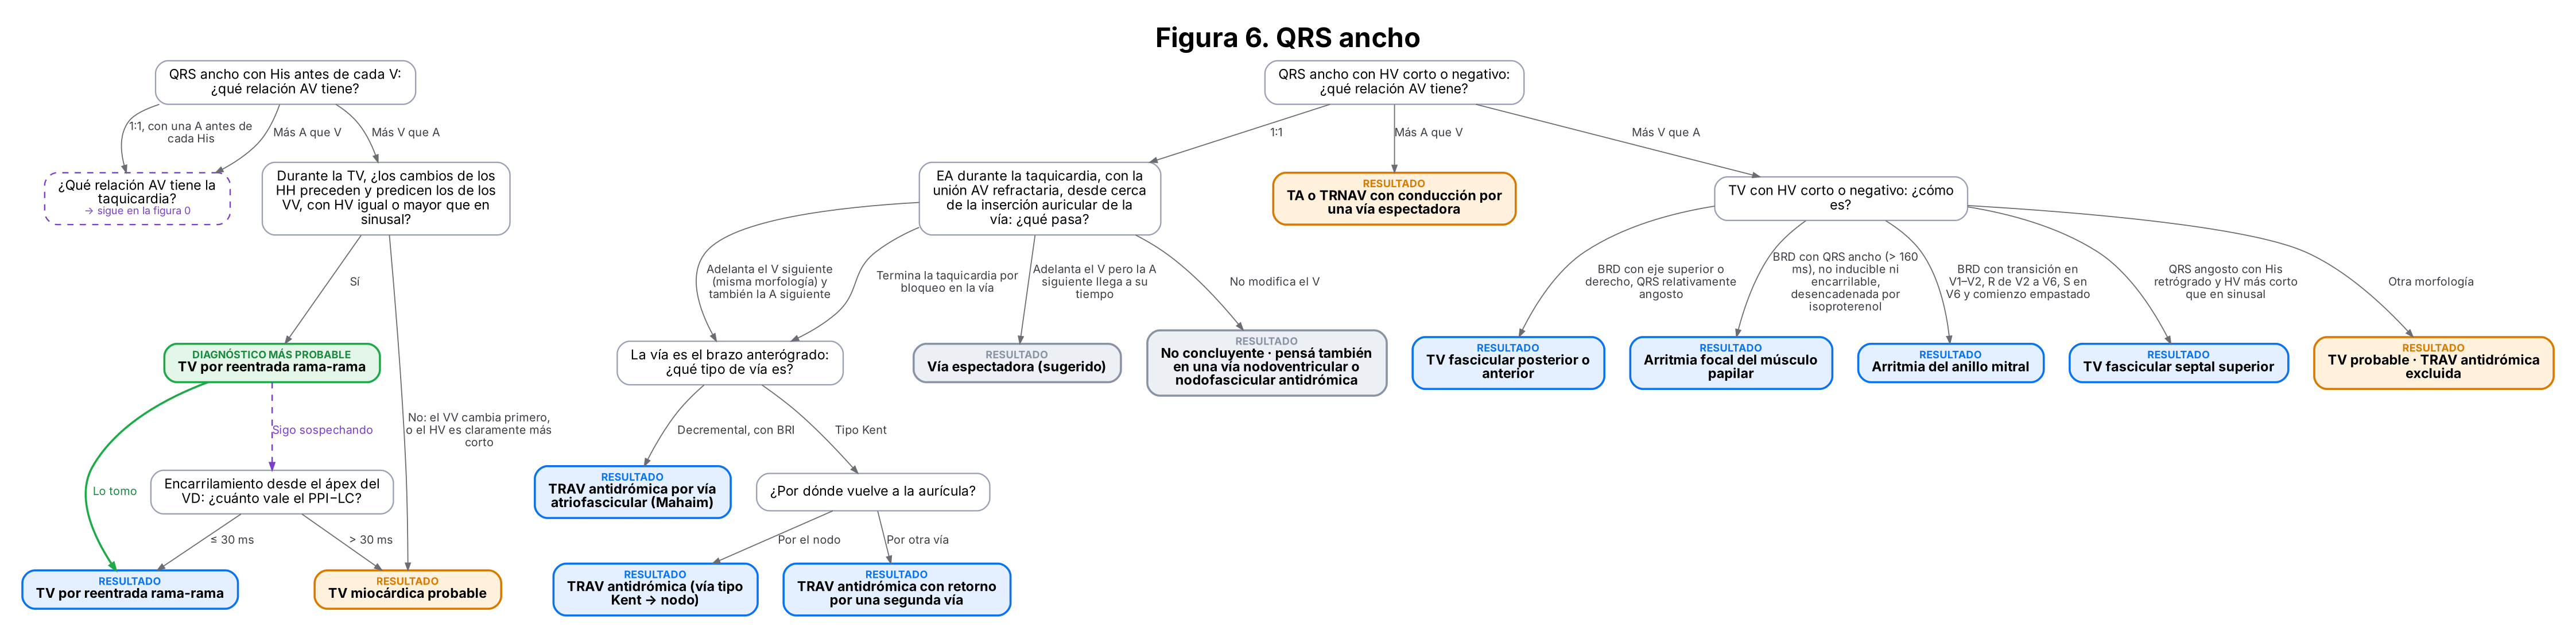 Figura 6. QRS ancho
QRS ancho con His antes de cada V:
¿qué relación AV tiene?
1:1, con una A antes de
cada His
Más A que V
Más V que A
¿Qué relación AV tiene la
taquicardia?
→ sigue en la figura 0
Durante la TV, ¿los cambios de los
HH preceden y predicen los de los
VV, con HV igual o mayor que en
sinusal?
Sí
DIAGNÓSTICO MÁS PROBABLE
TV por reentrada rama-rama
No: el VV cambia primero,
o el HV es claramente más
corto
Sigo sospechando
Lo tomo
Encarrilamiento desde el ápex del
VD: ¿cuánto vale el PPI−LC?
≤ 30 ms
> 30 ms
RESULTADO
TV por reentrada rama-rama
RESULTADO
TV miocárdica probable
QRS ancho con HV corto o negativo:
¿qué relación AV tiene?
1:1
Más A que V
Más V que A
EA durante la taquicardia, con la
unión AV refractaria, desde cerca
de la inserción auricular de la
vía: ¿qué pasa?
RESULTADO
TA o TRNAV con conducción por
una vía espectadora
TV con HV corto o negativo: ¿cómo
es?
Adelanta el V siguiente
(misma morfología) y
también la A siguiente
Termina la taquicardia por
bloqueo en la vía
Adelanta el V pero la A
siguiente llega a su
tiempo
No modifica el V
BRD con eje superior o
derecho, QRS relativamente
angosto
BRD con QRS ancho (> 160
ms), no inducible ni
encarrilable,
desencadenada por
isoproterenol
BRD con transición en
V1–V2, R de V2 a V6, S en
V6 y comienzo empastado
QRS angosto con His
retrógrado y HV más corto
que en sinusal
Otra morfología
La vía es el brazo anterógrado:
¿qué tipo de vía es?
RESULTADO
Vía espectadora (sugerido)
RESULTADO
No concluyente · pensá también
en una vía nodoventricular o
nodofascicular antidrómica
RESULTADO
TV fascicular posterior o
anterior
RESULTADO
Arritmia focal del músculo
papilar
RESULTADO
Arritmia del anillo mitral
RESULTADO
TV fascicular septal superior
RESULTADO
TV probable · TRAV antidrómica
excluida
Decremental, con BRI
Tipo Kent
RESULTADO
TRAV antidrómica por vía
atriofascicular (Mahaim)
¿Por dónde vuelve a la aurícula?
Por el nodo
Por otra vía
RESULTADO
TRAV antidrómica (vía tipo
Kent → nodo)
RESULTADO
TRAV antidrómica con retorno
por una segunda vía